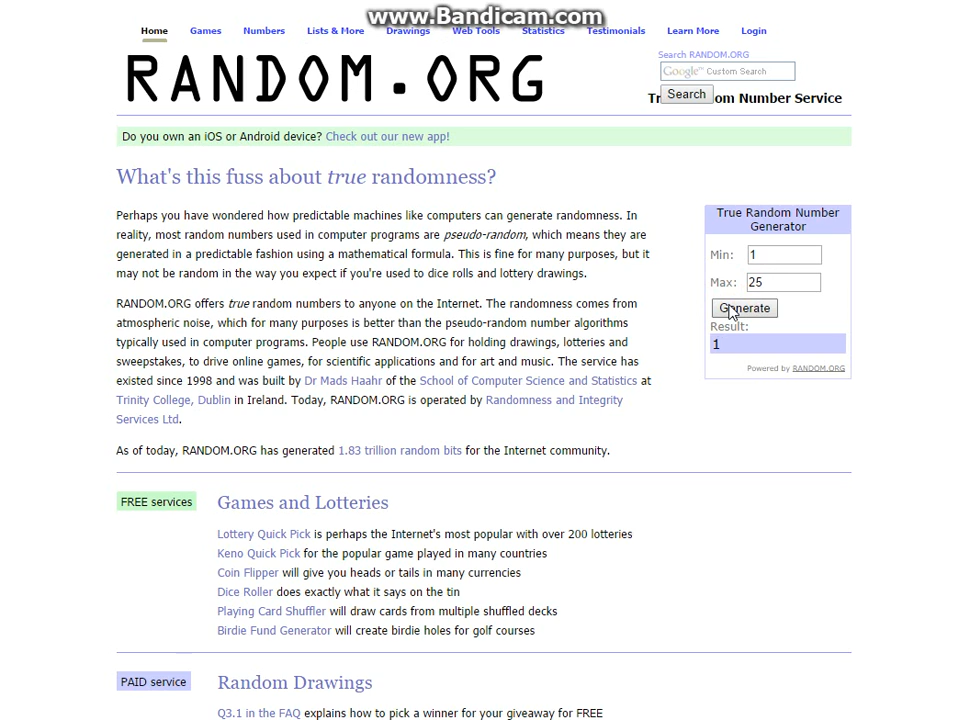 www.Bandicam.com
Home Games Numbers Lists & More Drawings Web Tools Statistics Testimonials Learn More Login
RANDOM.ORG
Search RANDOM.ORG
Google™ Custom Search
Search
Tr om Number Service
Do you own an iOS or Android device? Check out our new app!
What's this fuss about true randomness?
Perhaps you have wondered how predictable machines like computers can generate randomness. In
reality, most random numbers used in computer programs are pseudo-random, which means they are
generated in a predictable fashion using a mathematical formula. This is fine for many purposes, but it
may not be random in the way you expect if you're used to dice rolls and lottery drawings.
RANDOM.ORG offers true random numbers to anyone on the Internet. The randomness comes from
atmospheric noise, which for many purposes is better than the pseudo-random number algorithms
typically used in computer programs. People use RANDOM.ORG for holding drawings, lotteries and
sweepstakes, to drive online games, for scientific applications and for art and music. The service has
existed since 1998 and was built by Dr Mads Haahr of the School of Computer Science and Statistics at
Trinity College, Dublin in Ireland. Today, RANDOM.ORG is operated by Randomness and Integrity
Services Ltd.
As of today, RANDOM.ORG has generated 1.83 trillion random bits for the Internet community.
True Random Number
Generator
Min: 1
Max: 25
Generate
Result:
1
Powered by RANDOM.ORG
FREE services
Games and Lotteries
Lottery Quick Pick is perhaps the Internet's most popular with over 200 lotteries
Keno Quick Pick for the popular game played in many countries
Coin Flipper will give you heads or tails in many currencies
Dice Roller does exactly what it says on the tin
Playing Card Shuffler will draw cards from multiple shuffled decks
Birdie Fund Generator will create birdie holes for golf courses
PAID service
Random Drawings
Q3.1 in the FAQ explains how to pick a winner for your giveaway for FREE